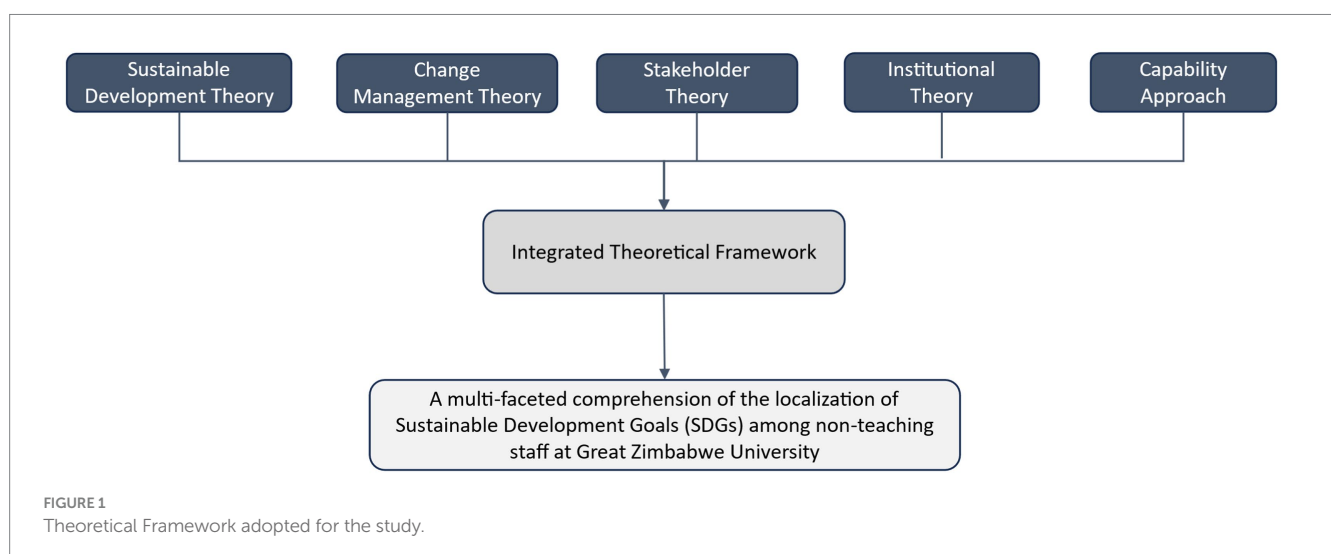 Sustainable
Development Theory
Change
Management Theory
Stakeholder
Theory
Institutional
Theory
Capability
Approach
Integrated Theoretical Framework
A multi-faceted comprehension of the localization of
Sustainable Development Goals (SDGs) among non-teaching
staff at Great Zimbabwe University
FIGURE 1
Theoretical Framework adopted for the study.